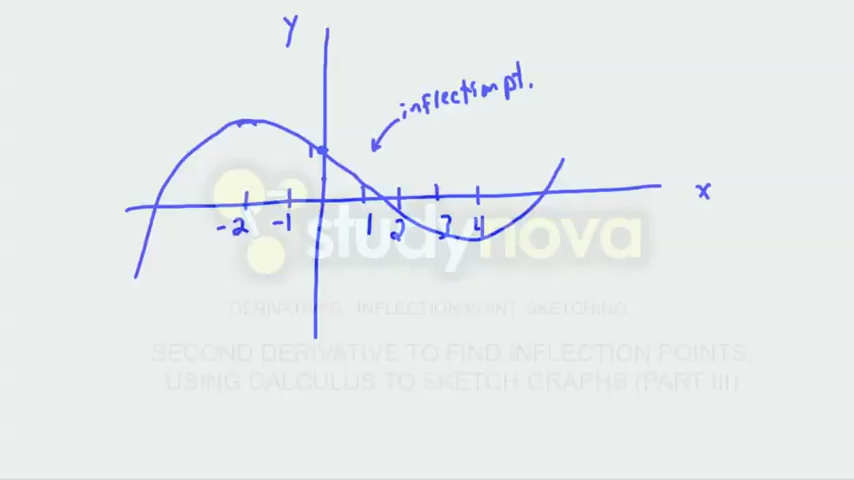 y
inflection pt.
1
x
-2 -1 1 2 3 4
studynova
DERIVATIVES, INFLECTION POINT, SKETCHING
SECOND DERIVATIVE TO FIND INFLECTION POINTS,
USING CALCULUS TO SKETCH GRAPHS (PART III)